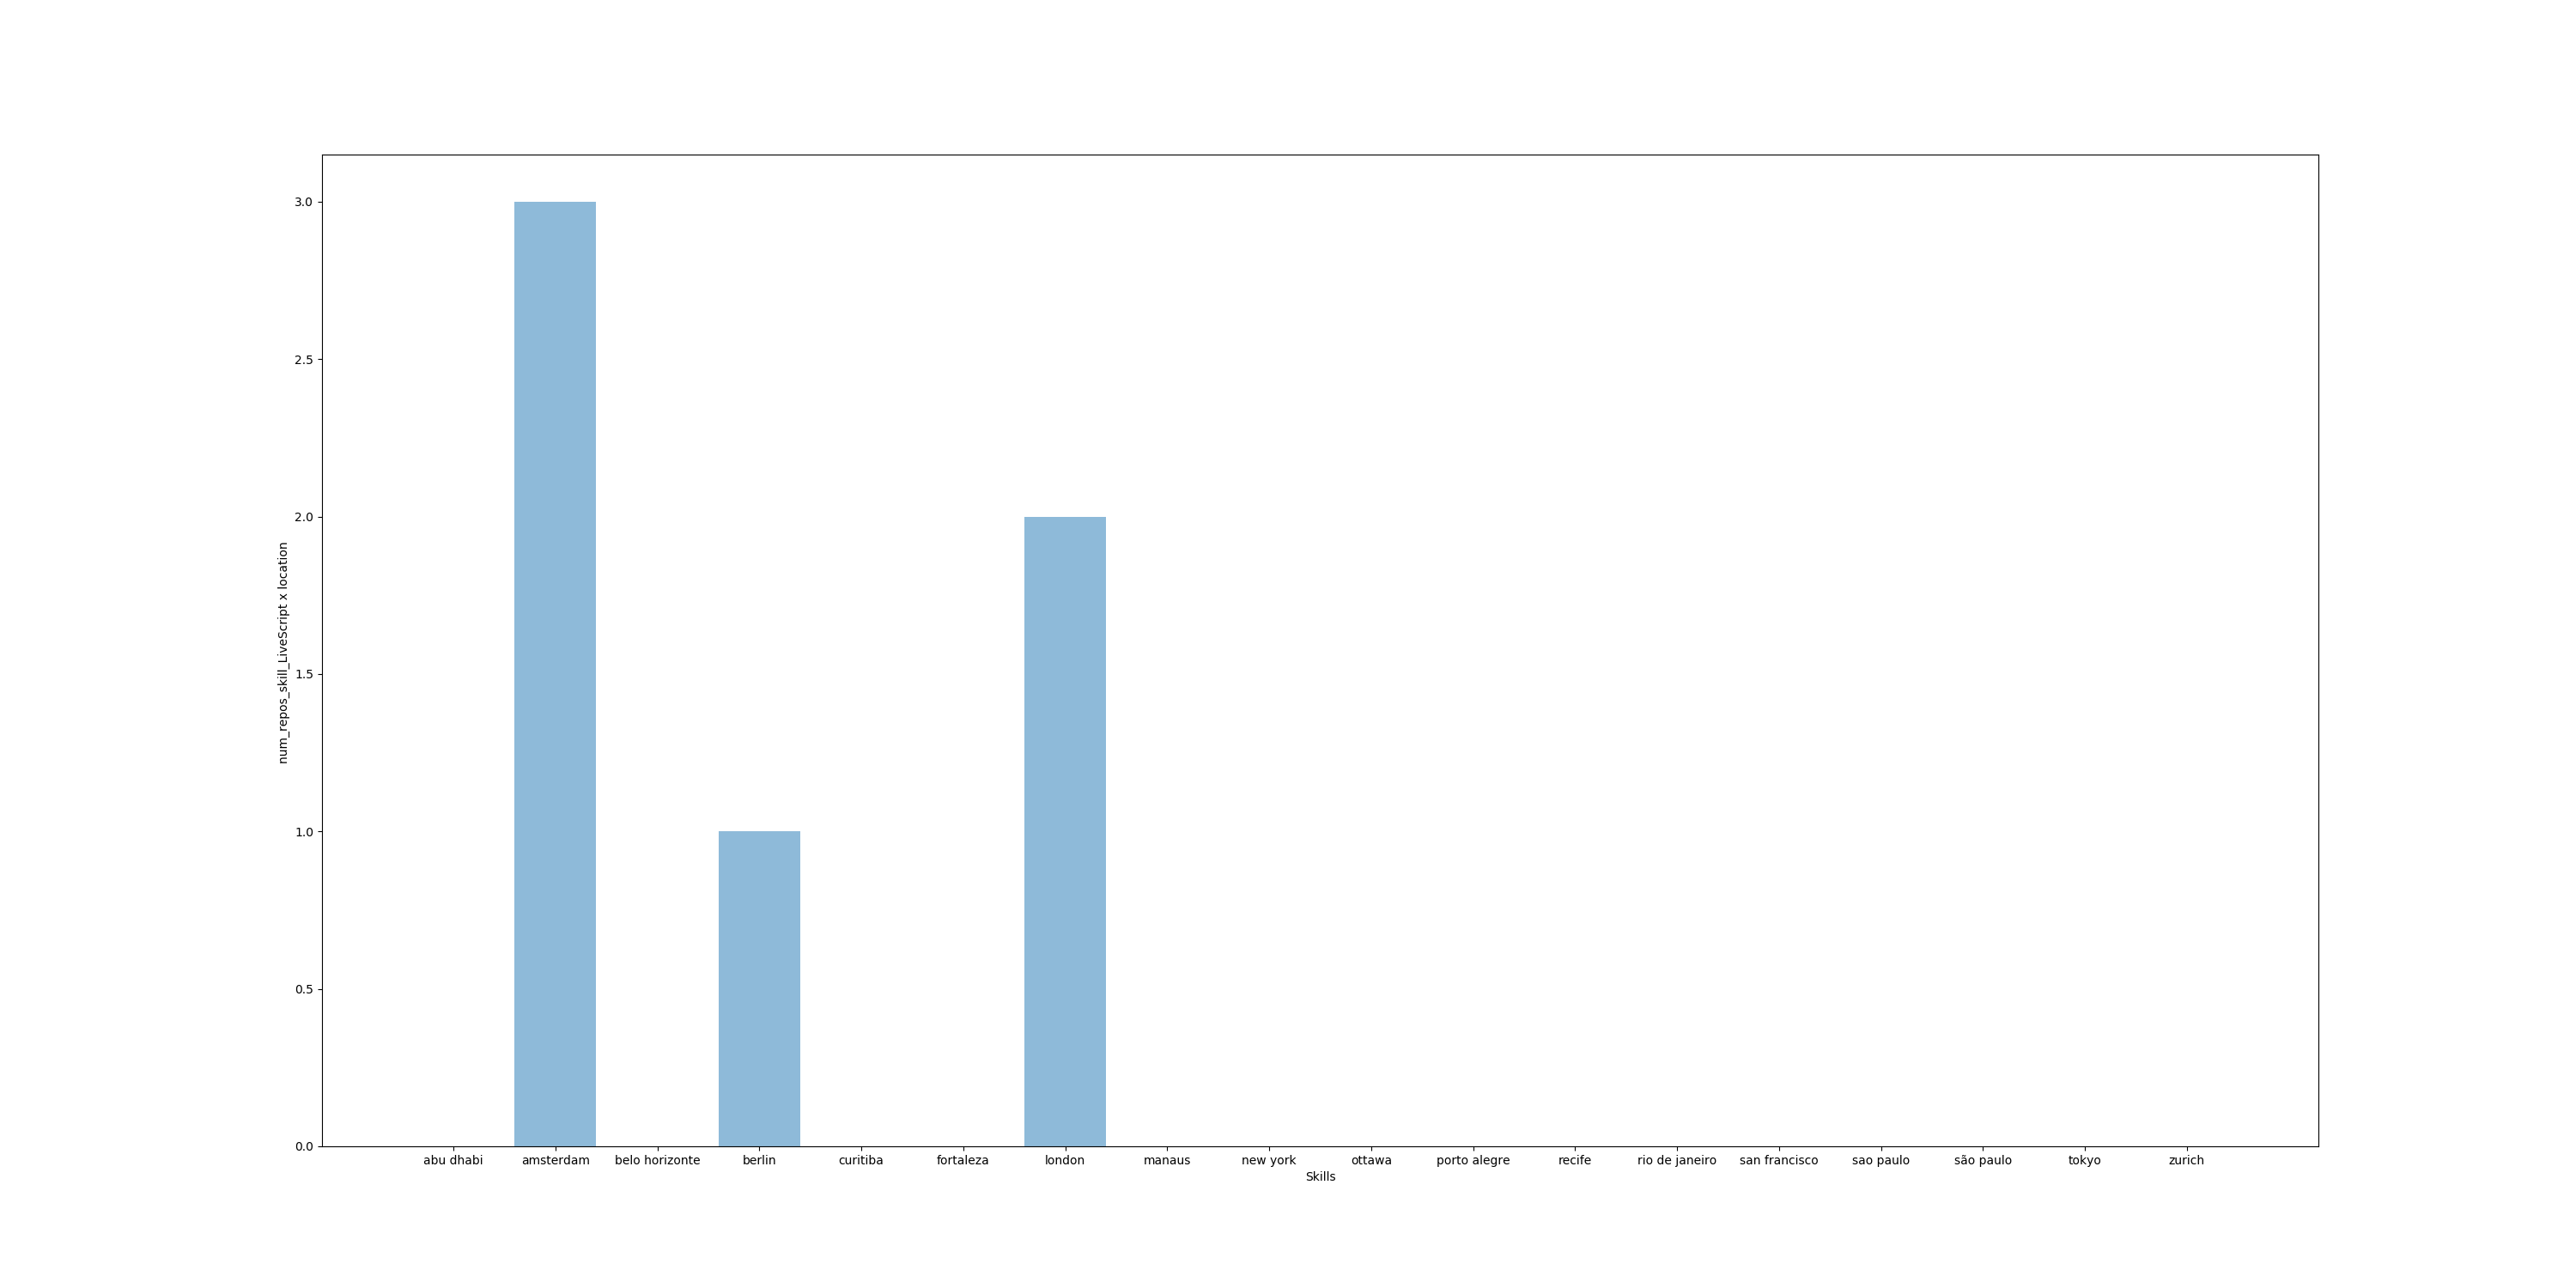 3.0
2.5
2.0
1.5
1.0
0.5
0.0
num_repos_skill_LiveScript x location
abu dhabi amsterdam belo horizonte berlin curitiba fortaleza london manaus new york ottawa porto alegre recife rio de janeiro san francisco sao paulo são paulo tokyo zurich
Skills